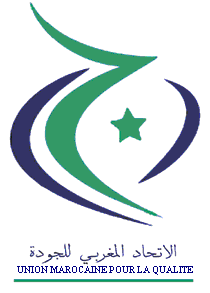 الاتحاد المغربي للجودة
UNION MAROCAINE POUR LA QUALITE